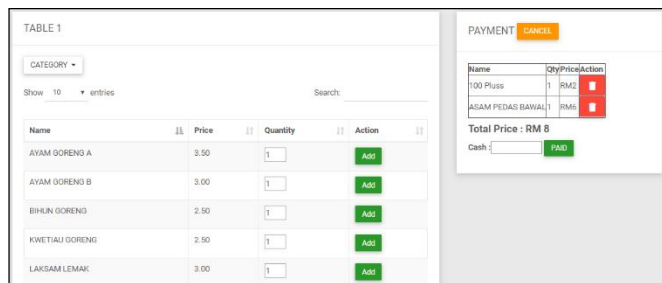 TABLE 1
CATEGORY
Show 10 entries
Search:
Name Price Quantity Action
AYAM GORENG A 3.50 1 Add
AYAM GORENG B 3.00 1 Add
BIHUN GORENG 2.50 1 Add
KWETIAU GORENG 2.50 1 Add
LAKSAM LEMAK 3.00 1 Add
PAYMENT CANCEL
Name Qty Price Action
100 Pluss 1 RM2
ASAM PEDAS BAWAL 1 RM6
Total Price : RM 8
Cash : PAID